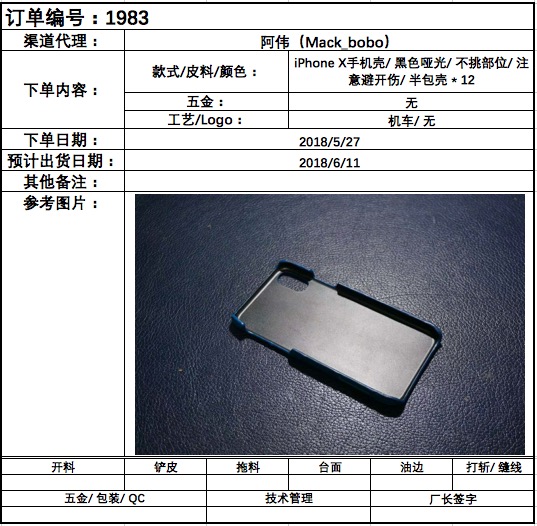 订单编号：1983
渠道代理： 阿伟（Mack_bobo）
下单内容： 款式/皮料/颜色： iPhone X手机壳/ 黑色哑光/ 不挑部位/ 注
意避开伤/ 半包壳 * 12
五金： 无
工艺/Logo： 机车/ 无
下单日期： 2018/5/27
预计出货日期： 2018/6/11
其他备注：
参考图片：
开料 铲皮 拖料 台面 油边 打斩/ 缝线
五金/ 包装/ QC 技术管理 厂长签字